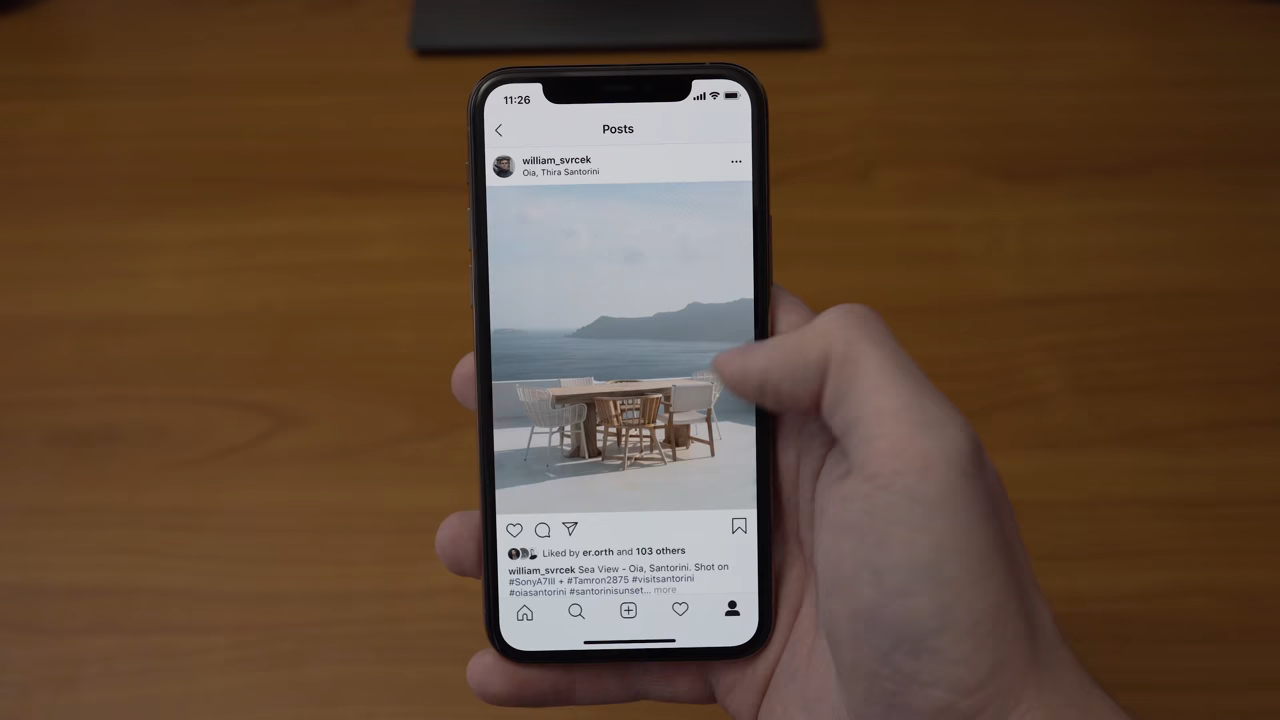 11:26
Posts
william_svrcek
Oia, Thira Santorini
Liked by er.orth and 103 others
william_svrcek Sea View - Oia, Santorini. Shot on
#SonyA7III + #Tamron2875 #visitsantorini
#oiasantorini #santorinisunset... more